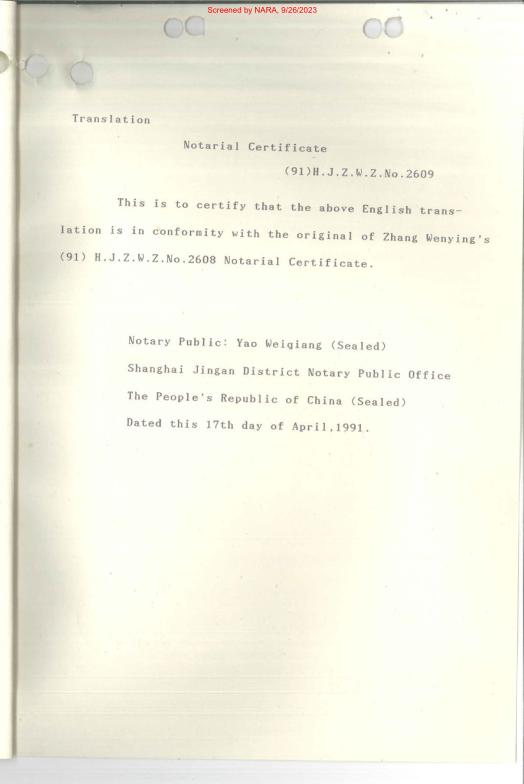 Screened by NARA, 9/26/2023
Translation
Notarial Certificate
(91)H.J.Z.W.Z.No.2609
This is to certify that the above English trans-
lation is in conformity with the original of Zhang Wenying's
(91) H.J.Z.W.Z.No.2608 Notarial Certificate.
Notary Public: Yao Weiqiang (Sealed)
Shanghai Jingan District Notary Public Office
The People's Republic of China (Sealed)
Dated this 17th day of April,1991.